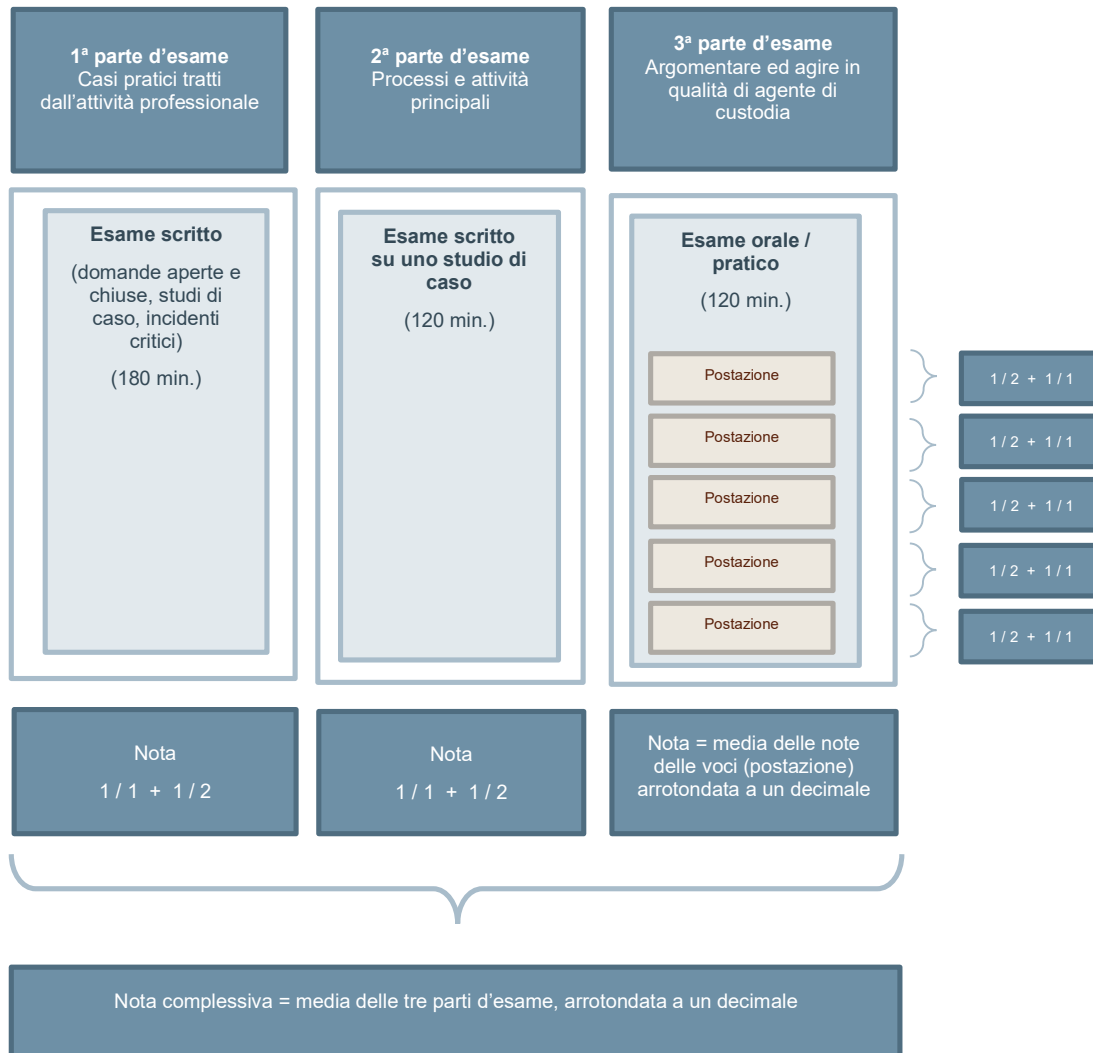 1ª parte d'esame
Casi pratici tratti
dall'attività professionale
2ª parte d'esame
Processi e attività
principali
3ª parte d'esame
Argomentare ed agire in
qualità di agente di
custodia
Esame scritto
(domande aperte e
chiuse, studi di
caso, incidenti
critici)
(180 min.)
Esame scritto
su uno studio di
caso
(120 min.)
Esame orale /
pratico
(120 min.)
Postazione
1 / 2 + 1 / 1
Postazione
1 / 2 + 1 / 1
Postazione
1 / 2 + 1 / 1
Postazione
1 / 2 + 1 / 1
Postazione
1 / 2 + 1 / 1
Nota
1 / 1 + 1 / 2
Nota
1 / 1 + 1 / 2
Nota = media delle note
delle voci (postazione)
arrotondata a un decimale
Nota complessiva = media delle tre parti d'esame, arrotondata a un decimale